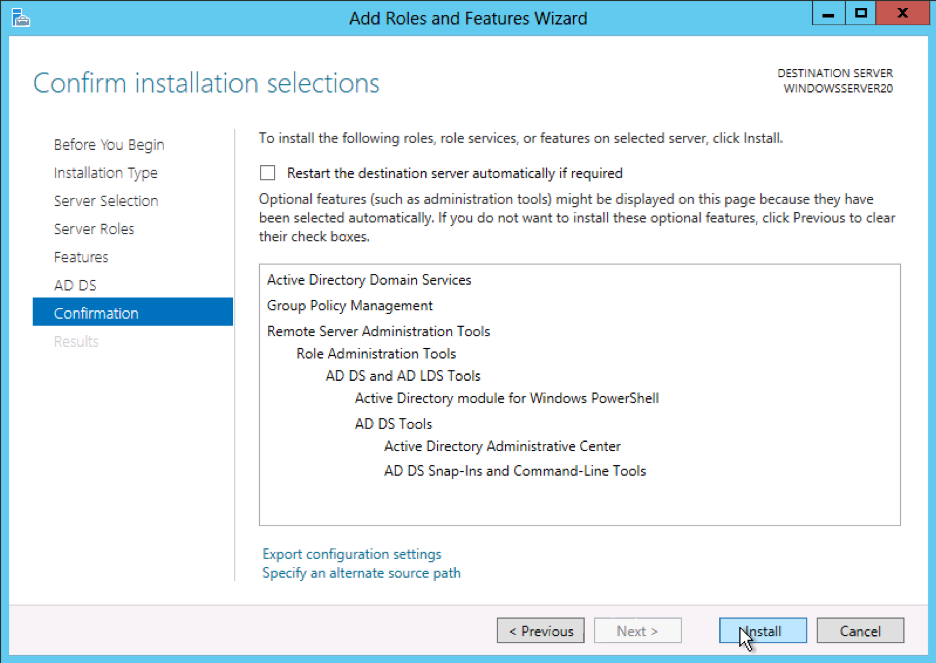 Add Roles and Features Wizard
Confirm installation selections
DESTINATION SERVER
WINDOWSSERVER20
Before You Begin
Installation Type
Server Selection
Server Roles
Features
AD DS
Confirmation
Results
To install the following roles, role services, or features on selected server, click Install.
Restart the destination server automatically if required
Optional features (such as administration tools) might be displayed on this page because they have
been selected automatically. If you do not want to install these optional features, click Previous to clear
their check boxes.
Active Directory Domain Services
Group Policy Management
Remote Server Administration Tools
Role Administration Tools
AD DS and AD LDS Tools
Active Directory module for Windows PowerShell
AD DS Tools
Active Directory Administrative Center
AD DS Snap-Ins and Command-Line Tools
Export configuration settings
Specify an alternate source path
< Previous
Next >
Install
Cancel